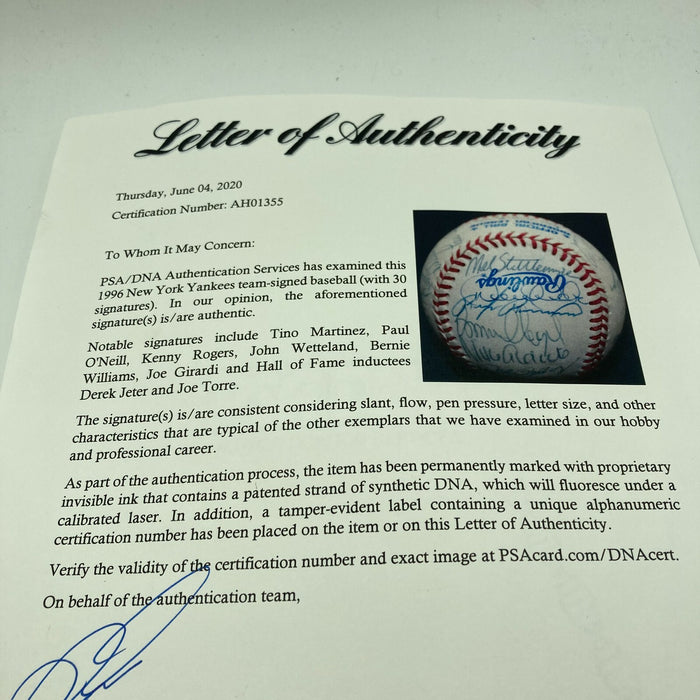 Letter of Authenticity
Thursday, June 04, 2020
Certification Number: AH01355
To Whom It May Concern:
PSA/DNA Authentication Services has examined this
1996 New York Yankees team-signed baseball (with 30
signatures). In our opinion, the aforementioned
signature(s) is/are authentic.
Notable signatures include Tino Martinez, Paul
O'Neill, Kenny Rogers, John Wetteland, Bernie
Williams, Joe Girardi and Hall of Fame inductees
Derek Jeter and Joe Torre.
The signature(s) is/are consistent considering slant, flow, pen pressure, letter size, and other
characteristics that are typical of the other exemplars that we have examined in our hobby
and professional career.
As part of the authentication process, the item has been permanently marked with proprietary
invisible ink that contains a patented strand of synthetic DNA, which will fluoresce under a
calibrated laser. In addition, a tamper-evident label containing a unique alphanumeric
certification number has been placed on the item or on this Letter of Authenticity.
Verify the validity of the certification number and exact image at PSAcard.com/DNAcert.
On behalf of the authentication team,
Mel Stottlemyre
Rawlings